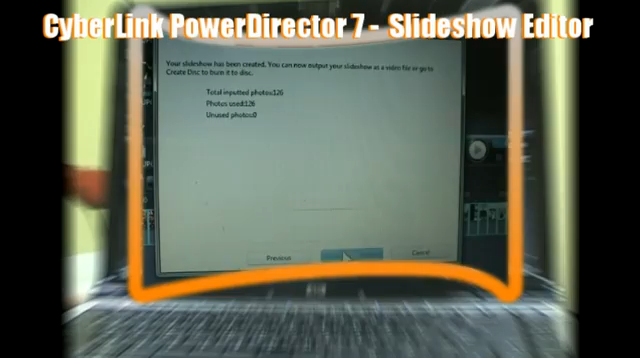 CyberLink PowerDirector 7 - Slideshow Editor
Your slideshow has been created. You can now output your slideshow as a video file or go to
Create Disc to burn it to disc.
Total inputted photos:126
Photos used:126
Unused photos:0
Previous
Cancel